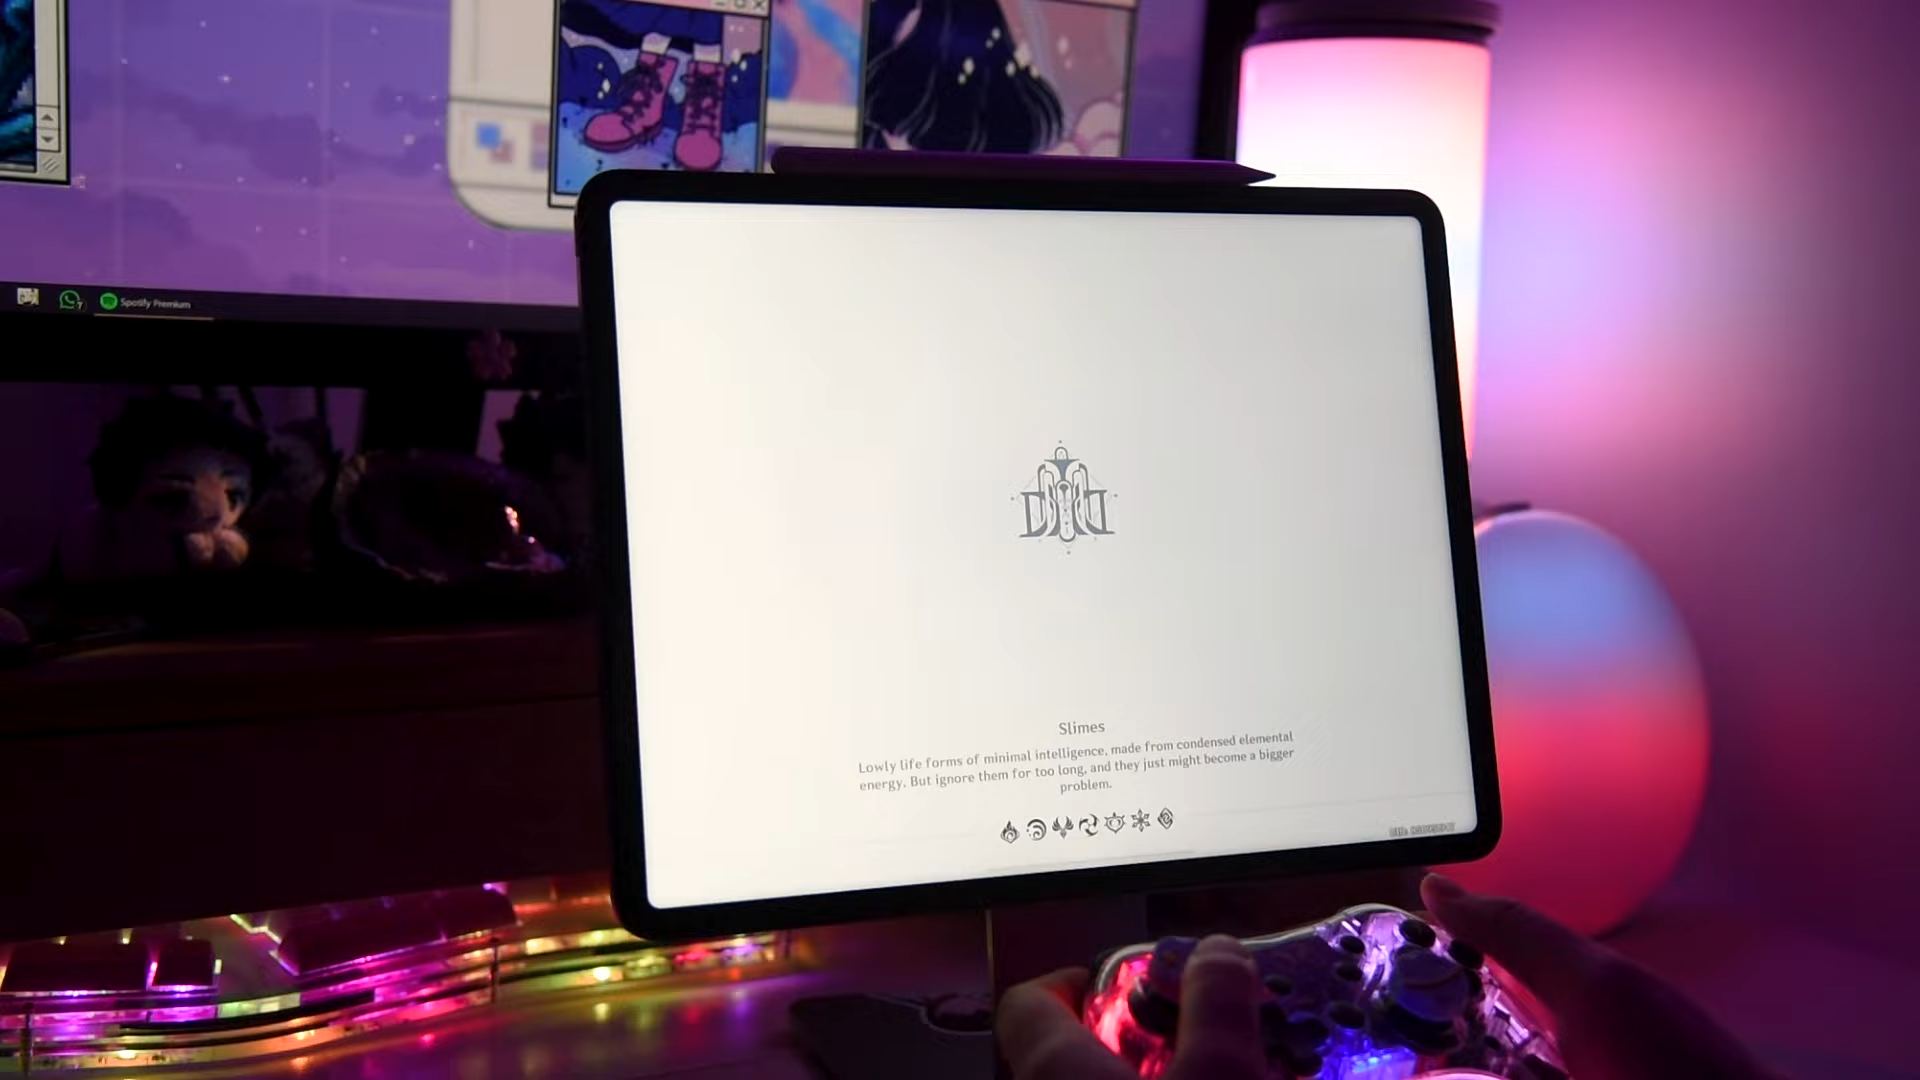 Spotify Premium
7
Slimes
Lowly life forms of minimal intelligence, made from condensed elemental
energy. But ignore them for too long, and they just might become a bigger
problem.